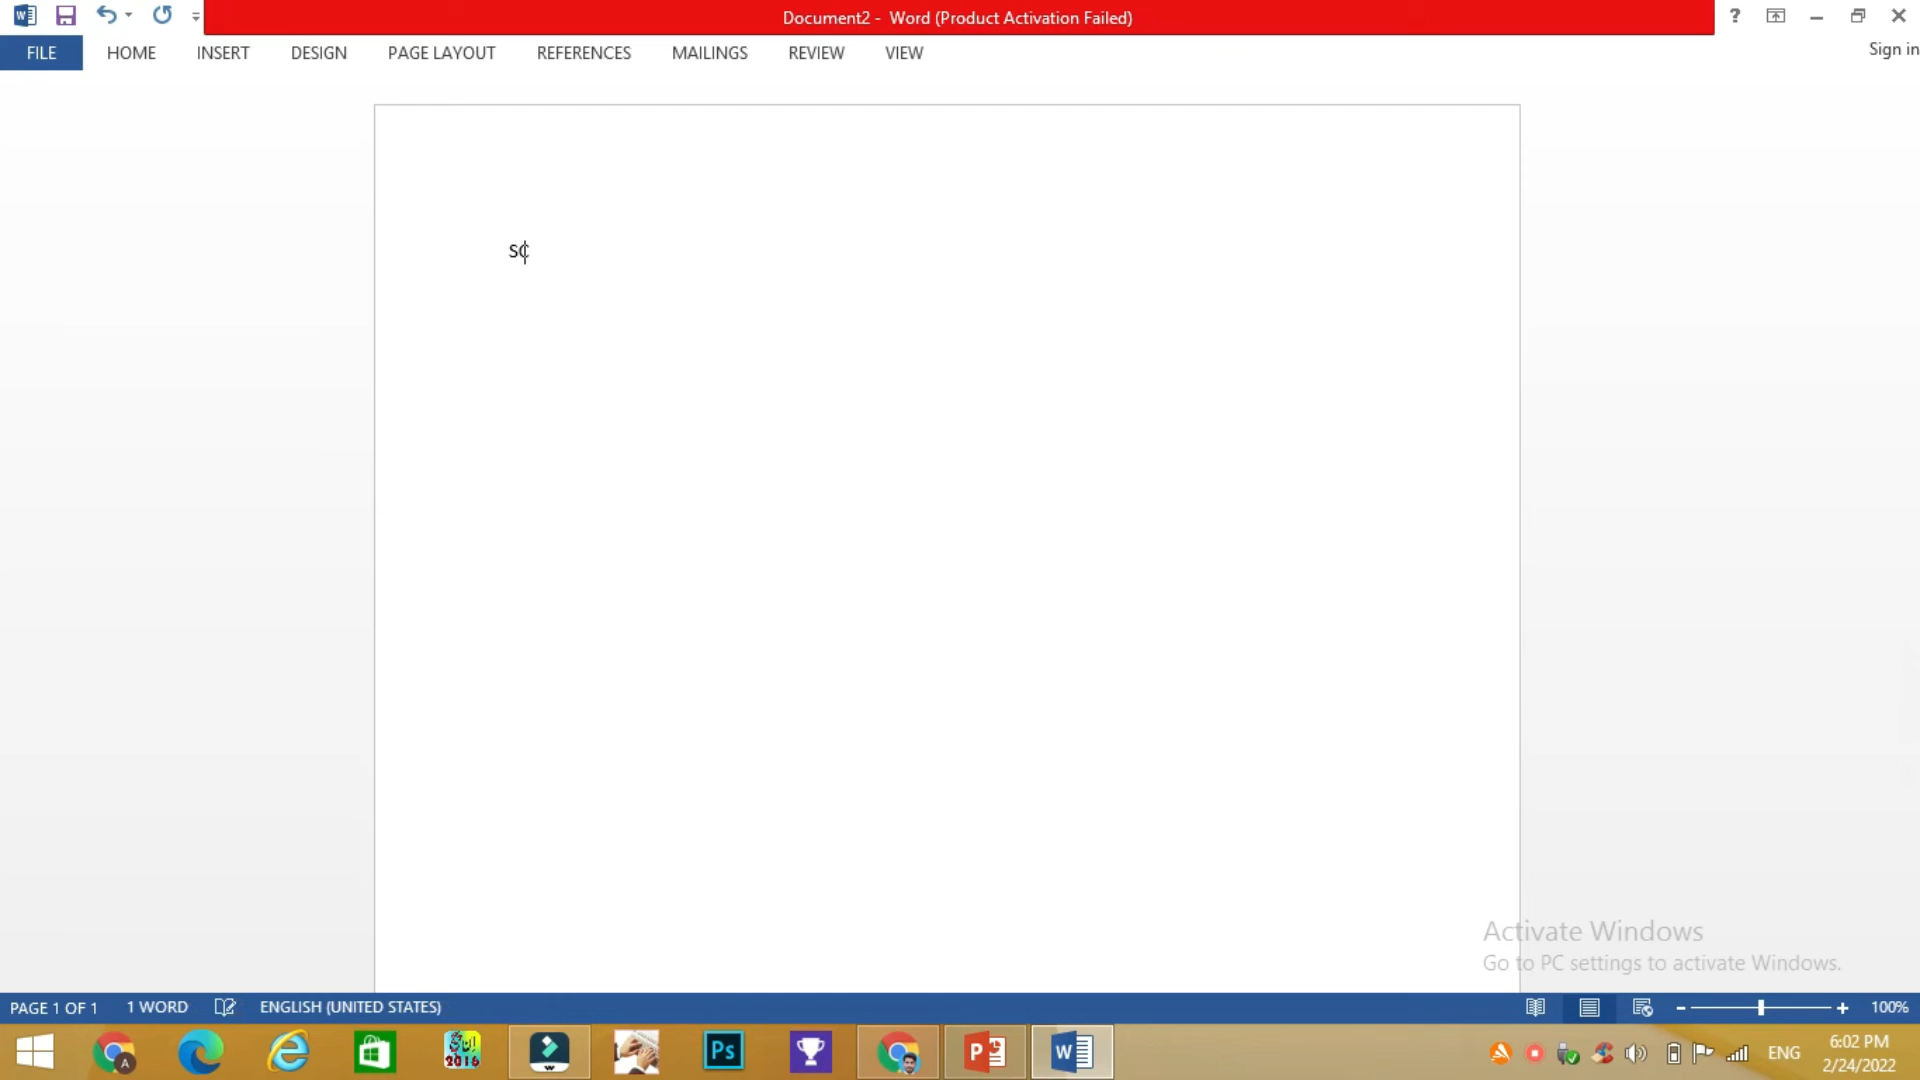 Document2 - Word (Product Activation Failed)
FILE HOME INSERT DESIGN PAGE LAYOUT REFERENCES MAILINGS REVIEW VIEW
Sign in
sc
Activate Windows
Go to PC settings to activate Windows.
PAGE 1 OF 1 1 WORD ENGLISH (UNITED STATES) 100%
2016
Ps
ENG
6:02 PM
2/24/2022